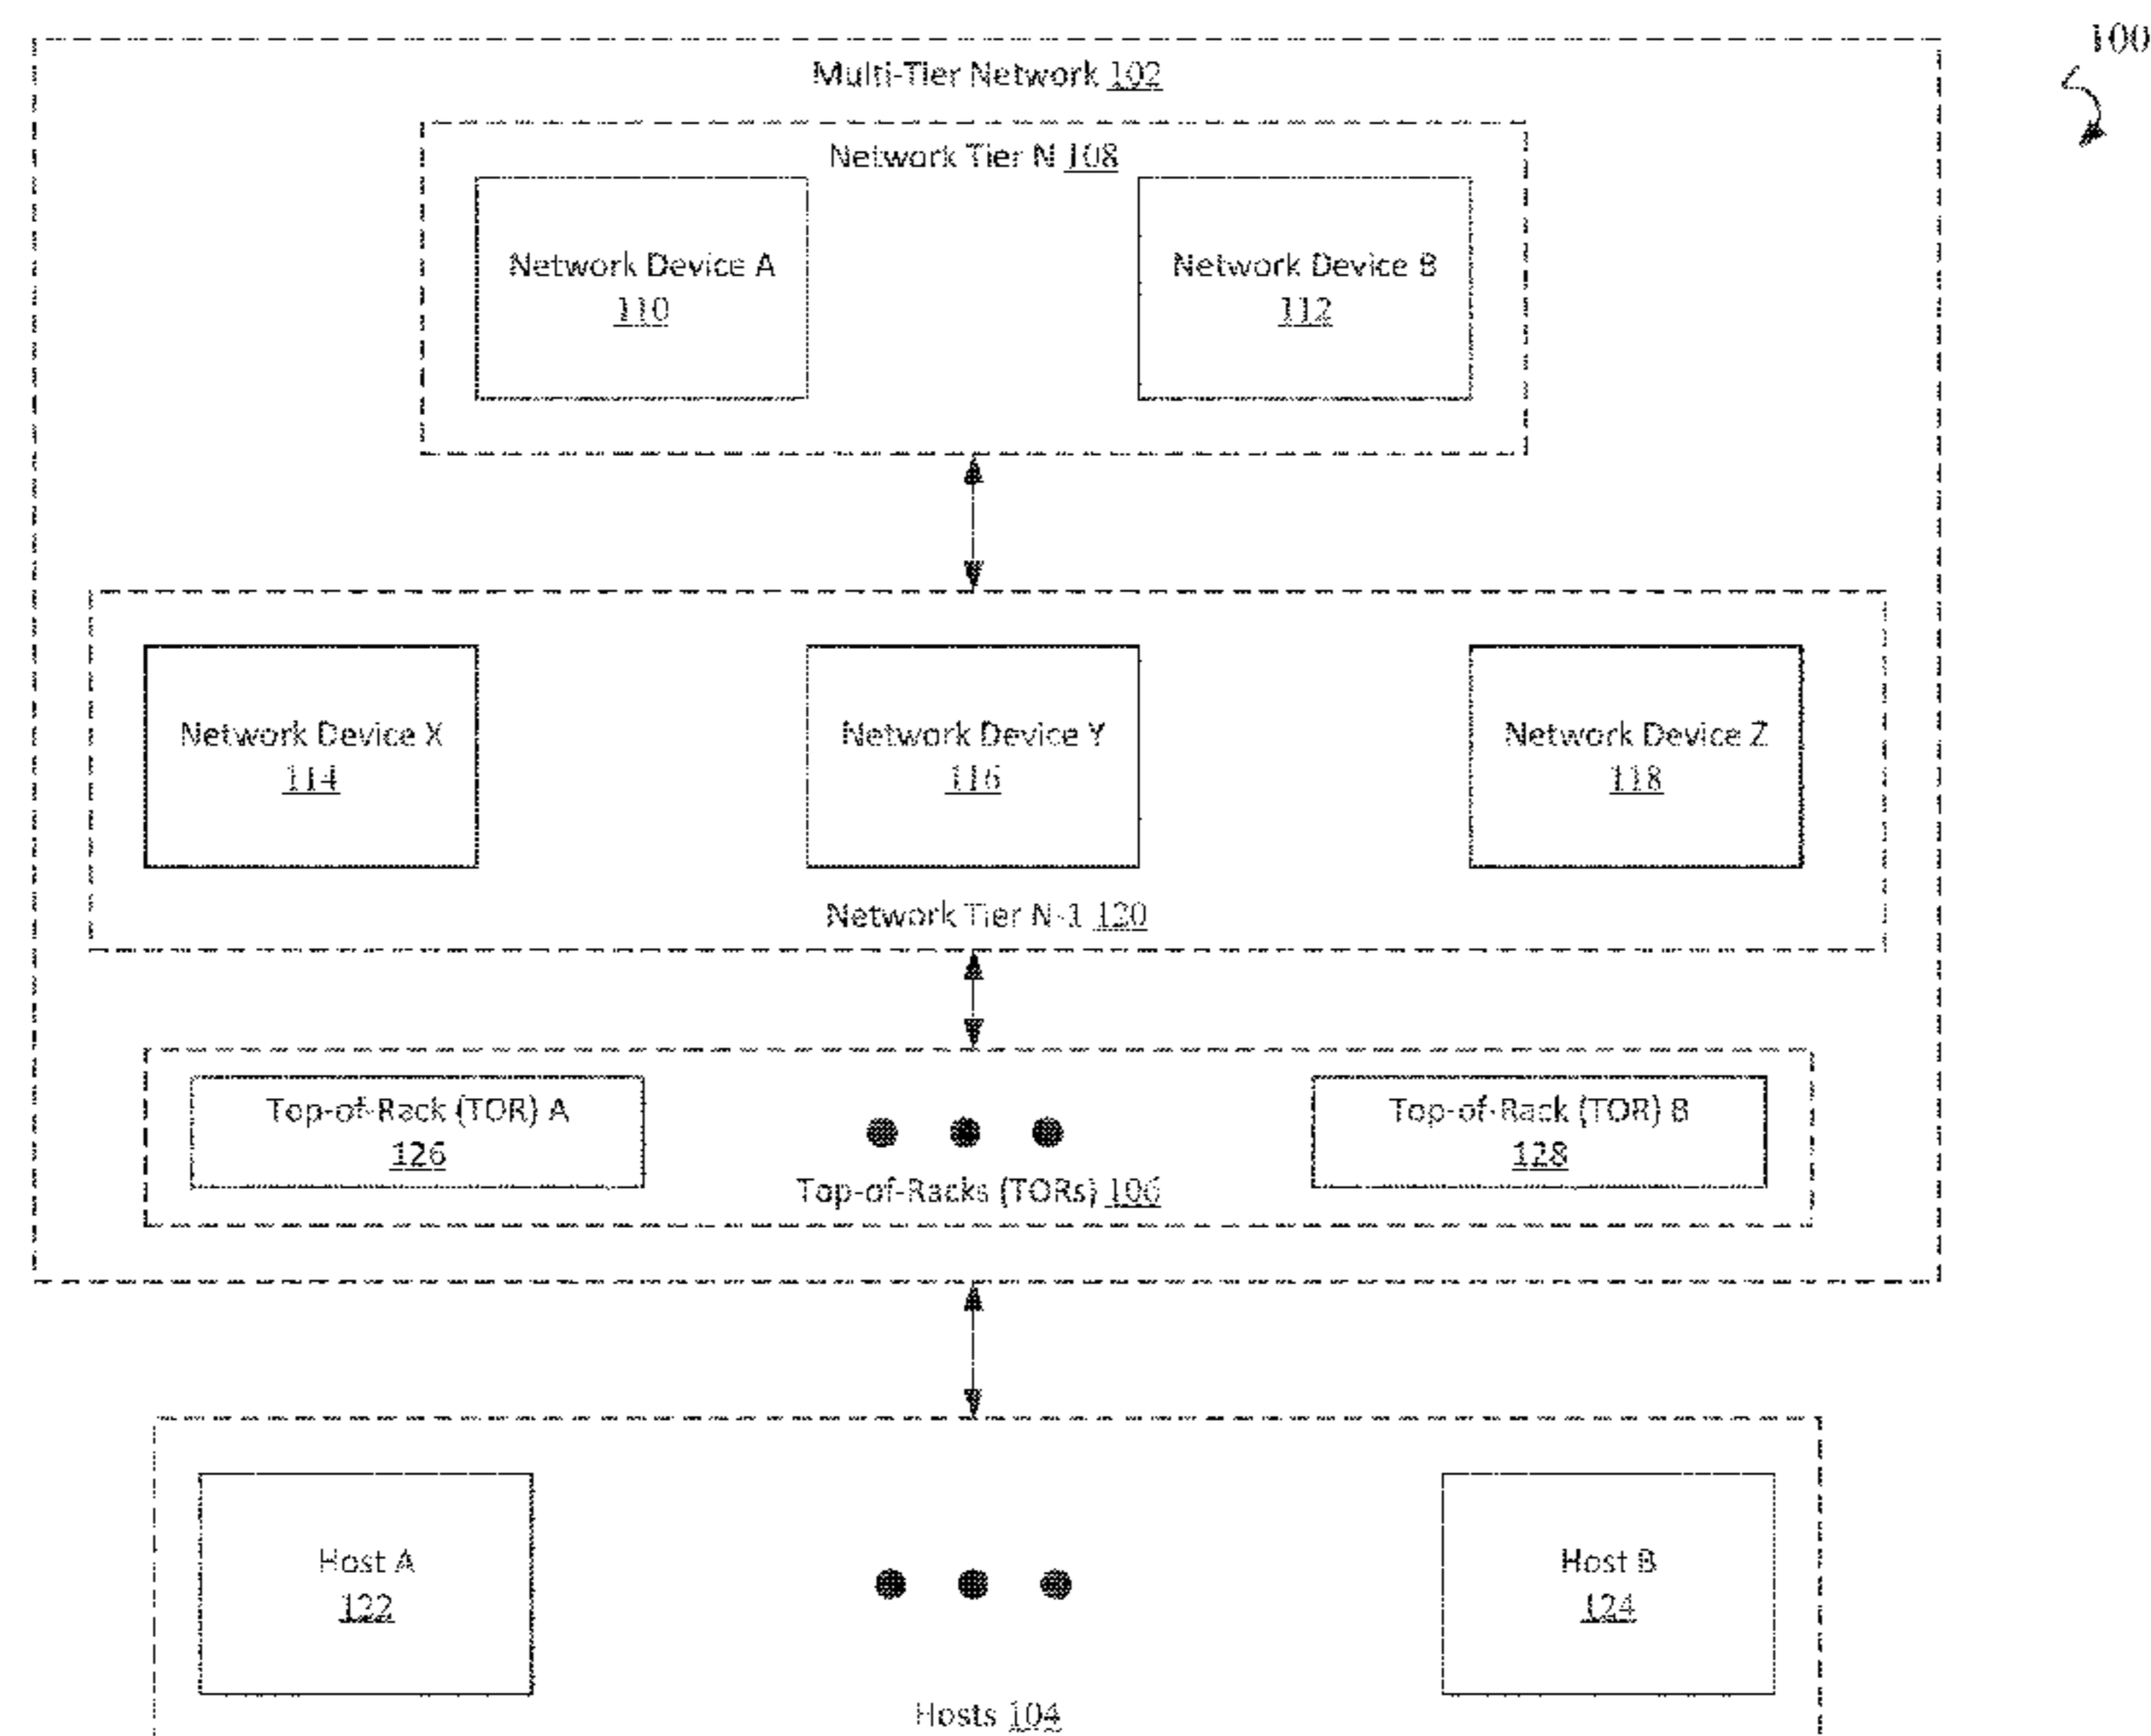 100
Multi-Tier Network 102
Network Tier N 108
Network Device A
110
Network Device B
112
Network Device X
114
Network Device Y
116
Network Device Z
118
Network Tier N-1 120
Top-of-Rack (TOR) A
126
Top-of-Rack (TOR) B
128
Top-of-Racks (TORs) 106
Host A
122
Host B
124
Hosts 104